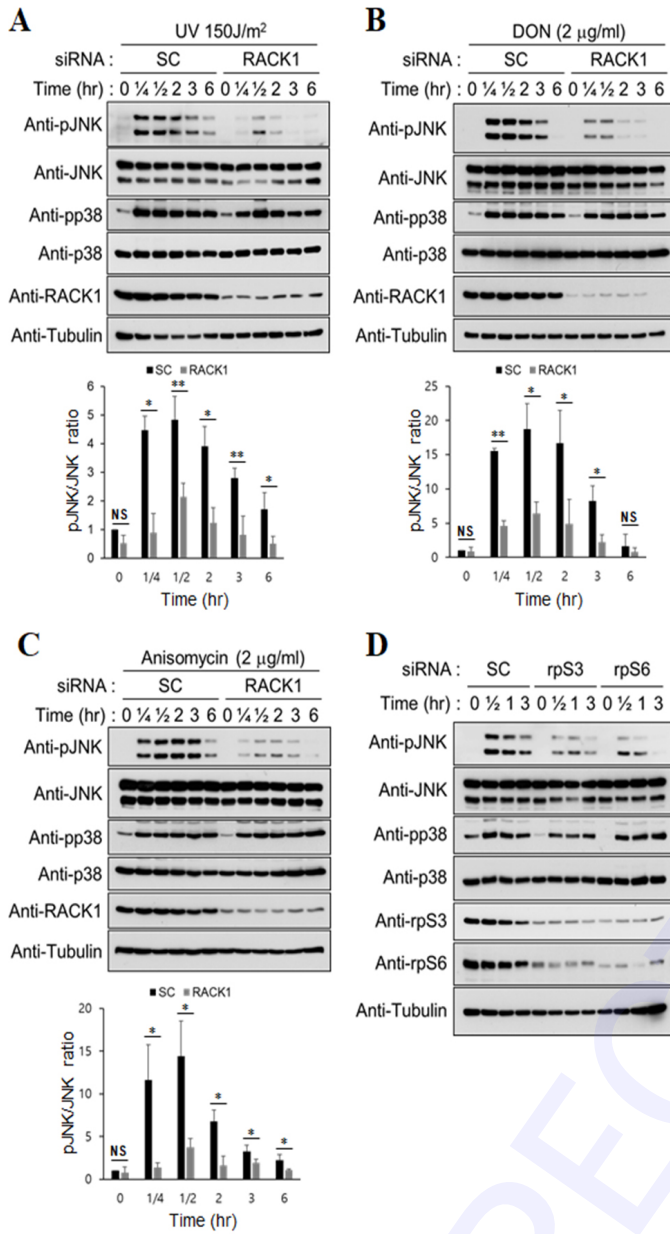 A
UV 150J/m²
siRNA : SC RACK1
Time (hr) : 0 ¼ ½ 2 3 6 0 ¼ ½ 2 3 6
Anti-pJNK
Anti-JNK
Anti-pp38
Anti-p38
Anti-RACK1
Anti-Tubulin
■ SC ■ RACK1
pJNK/JNK ratio
6
5
4
3
2
1
0
NS * ** * ** *
0 1/4 1/2 2 3 6
Time (hr)
B
DON (2 μg/ml)
siRNA : SC RACK1
Time (hr) : 0 ¼ ½ 2 3 6 0 ¼ ½ 2 3 6
Anti-pJNK
Anti-JNK
Anti-pp38
Anti-p38
Anti-RACK1
Anti-Tubulin
■ SC ■ RACK1
pJNK/JNK ratio
25
20
15
10
5
0
NS ** * * * NS
0 1/4 1/2 2 3 6
Time (hr)
C
Anisomycin (2 μg/ml)
siRNA : SC RACK1
Time (hr) : 0 ¼ ½ 2 3 6 0 ¼ ½ 2 3 6
Anti-pJNK
Anti-JNK
Anti-pp38
Anti-p38
Anti-RACK1
Anti-Tubulin
■ SC ■ RACK1
pJNK/JNK ratio
20
15
10
5
0
NS * * * * *
0 1/4 1/2 2 3 6
Time (hr)
D
siRNA : SC rpS3 rpS6
Time (hr) : 0 ½ 1 3 0 ½ 1 3 0 ½ 1 3
Anti-pJNK
Anti-JNK
Anti-pp38
Anti-p38
Anti-rpS3
Anti-rpS6
Anti-Tubulin